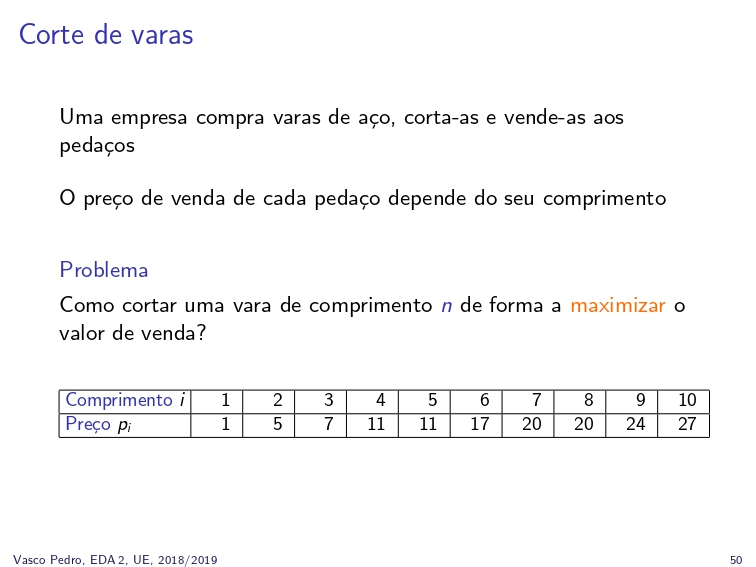 Corte de varas
Uma empresa compra varas de aço, corta-as e vende-as aos
pedaços
O preço de venda de cada pedaço depende do seu comprimento
Problema
Como cortar uma vara de comprimento n de forma a maximizar o
valor de venda?
Comprimento i 1 2 3 4 5 6 7 8 9 10
Preço pi 1 5 7 11 11 17 20 20 24 27
Vasco Pedro, EDA 2, UE, 2018/2019 50